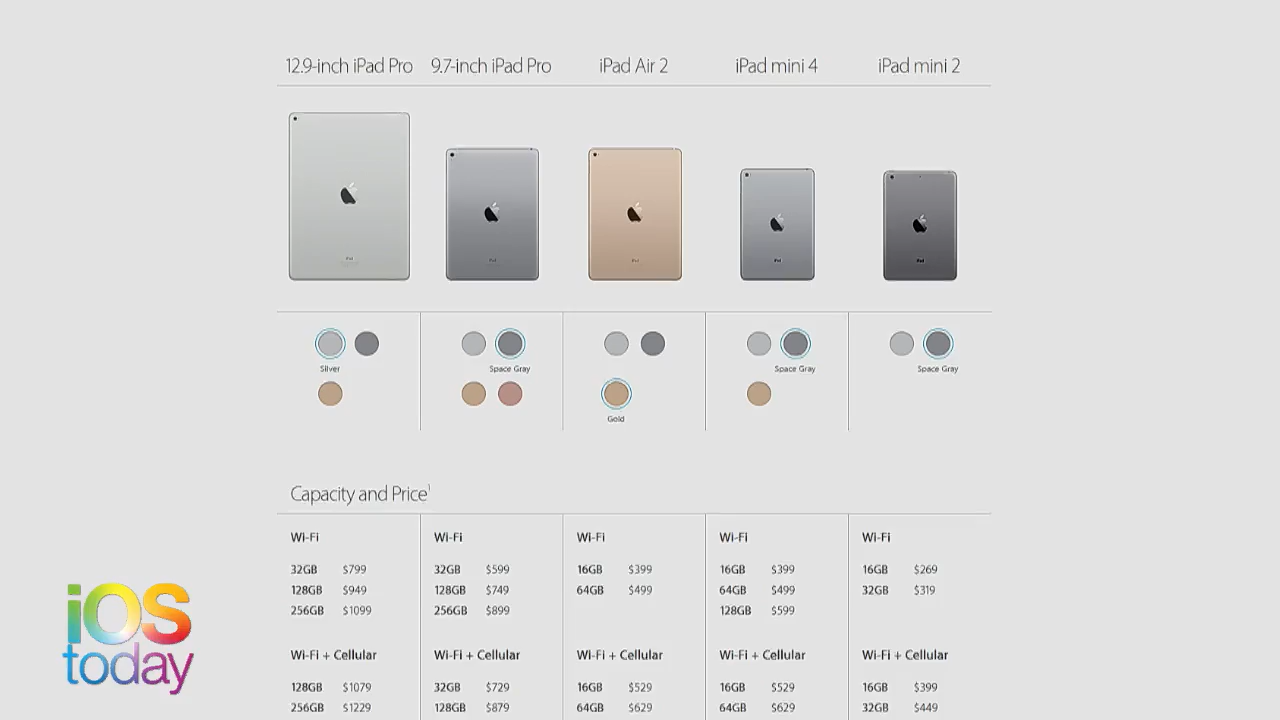 12.9-inch iPad Pro 9.7-inch iPad Pro iPad Air 2 iPad mini 4 iPad mini 2
iPad iPad iPad iPad iPad
Silver Space Gray Space Gray Space Gray
Gold
Capacity and Price1
Wi-Fi Wi-Fi Wi-Fi Wi-Fi Wi-Fi
32GB $799 32GB $599 16GB $399 16GB $399 16GB $269
128GB $949 128GB $749 64GB $499 64GB $499 32GB $319
256GB $1099 256GB $899 128GB $599
Wi-Fi + Cellular Wi-Fi + Cellular Wi-Fi + Cellular Wi-Fi + Cellular Wi-Fi + Cellular
128GB $1079 32GB $729 16GB $529 16GB $529 16GB $399
256GB $1229 128GB $879 64GB $629 64GB $629 32GB $449
iOS
today